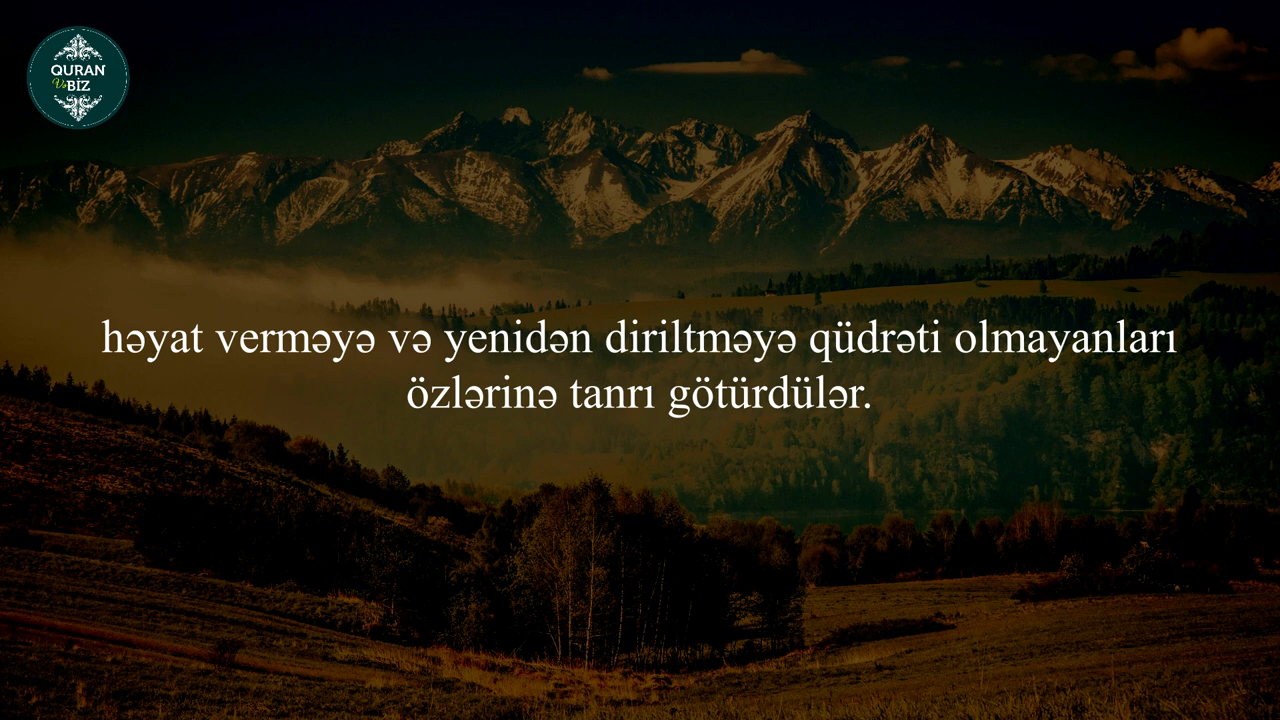 QURAN
Və BİZ
həyat verməyə və yenidən diriltməyə qüdrəti olmayanları
özlərinə tanrı götürdülər.